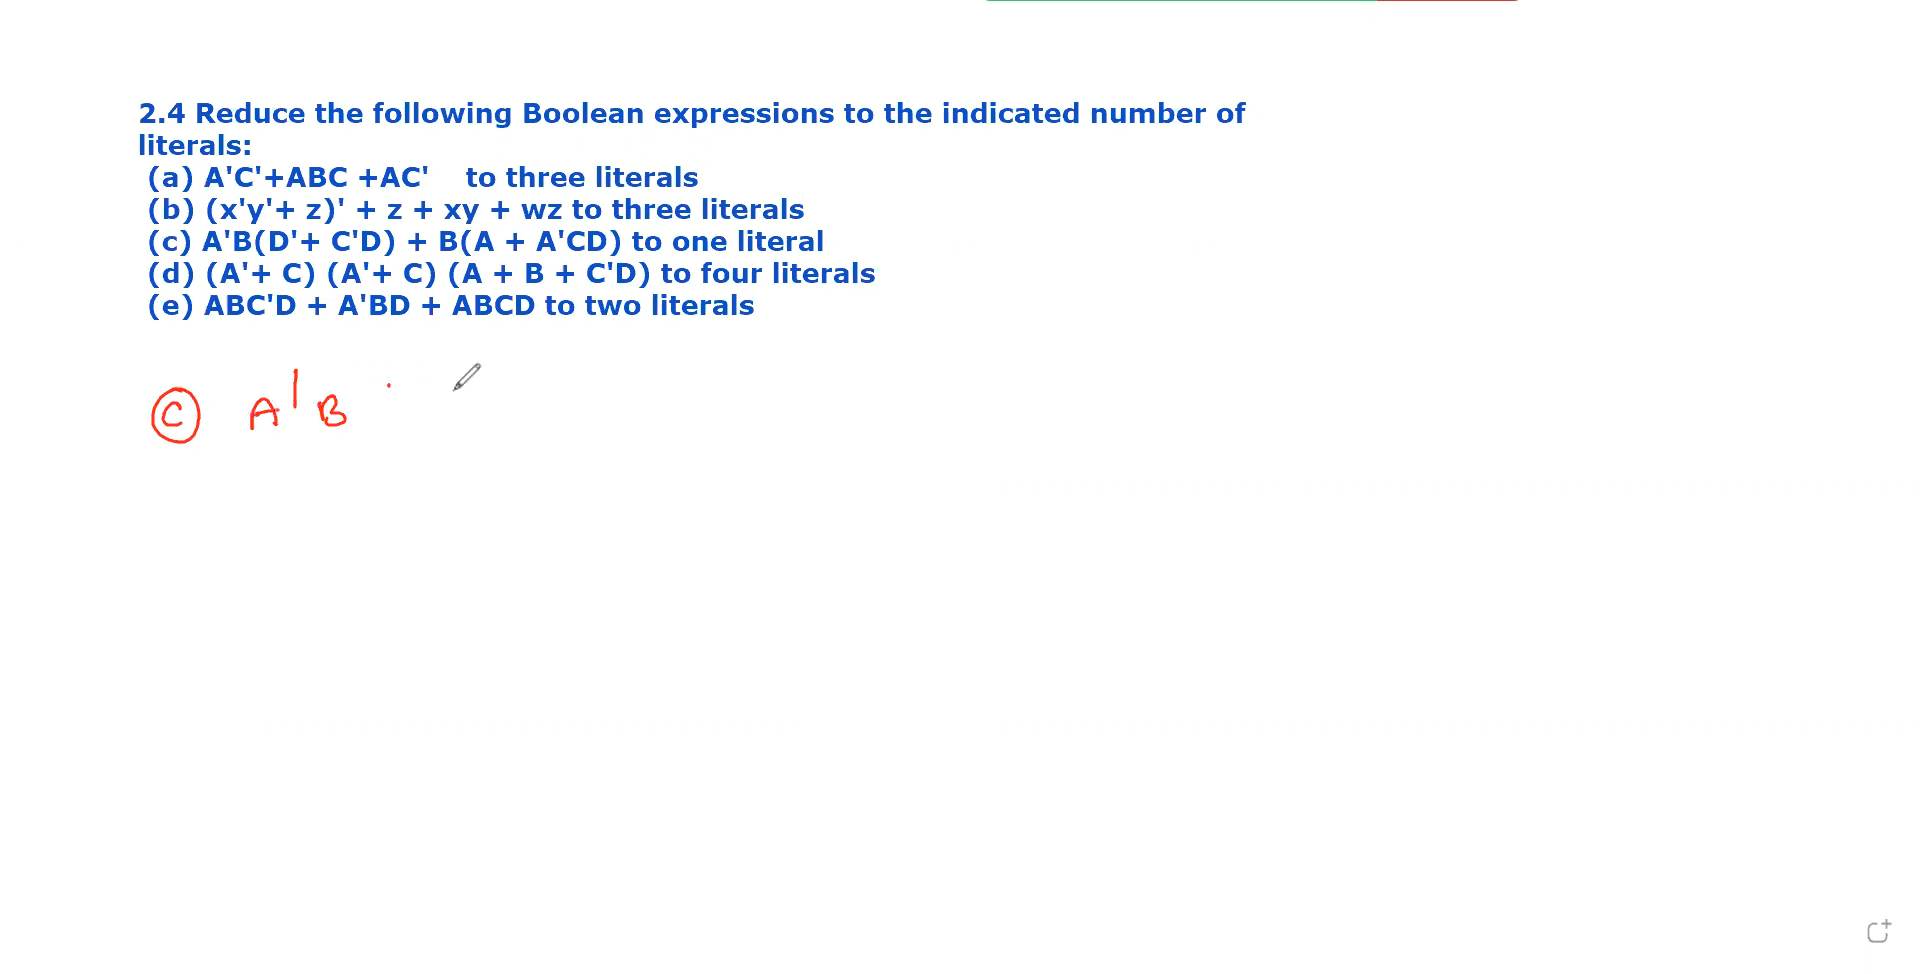 2.4 Reduce the following Boolean expressions to the indicated number of
literals:
(a) A'C'+ABC +AC' to three literals
(b) (x'y'+ z)' + z + xy + wz to three literals
(c) A'B(D'+ C'D) + B(A + A'CD) to one literal
(d) (A'+ C) (A'+ C) (A + B + C'D) to four literals
(e) ABC'D + A'BD + ABCD to two literals
C A'B